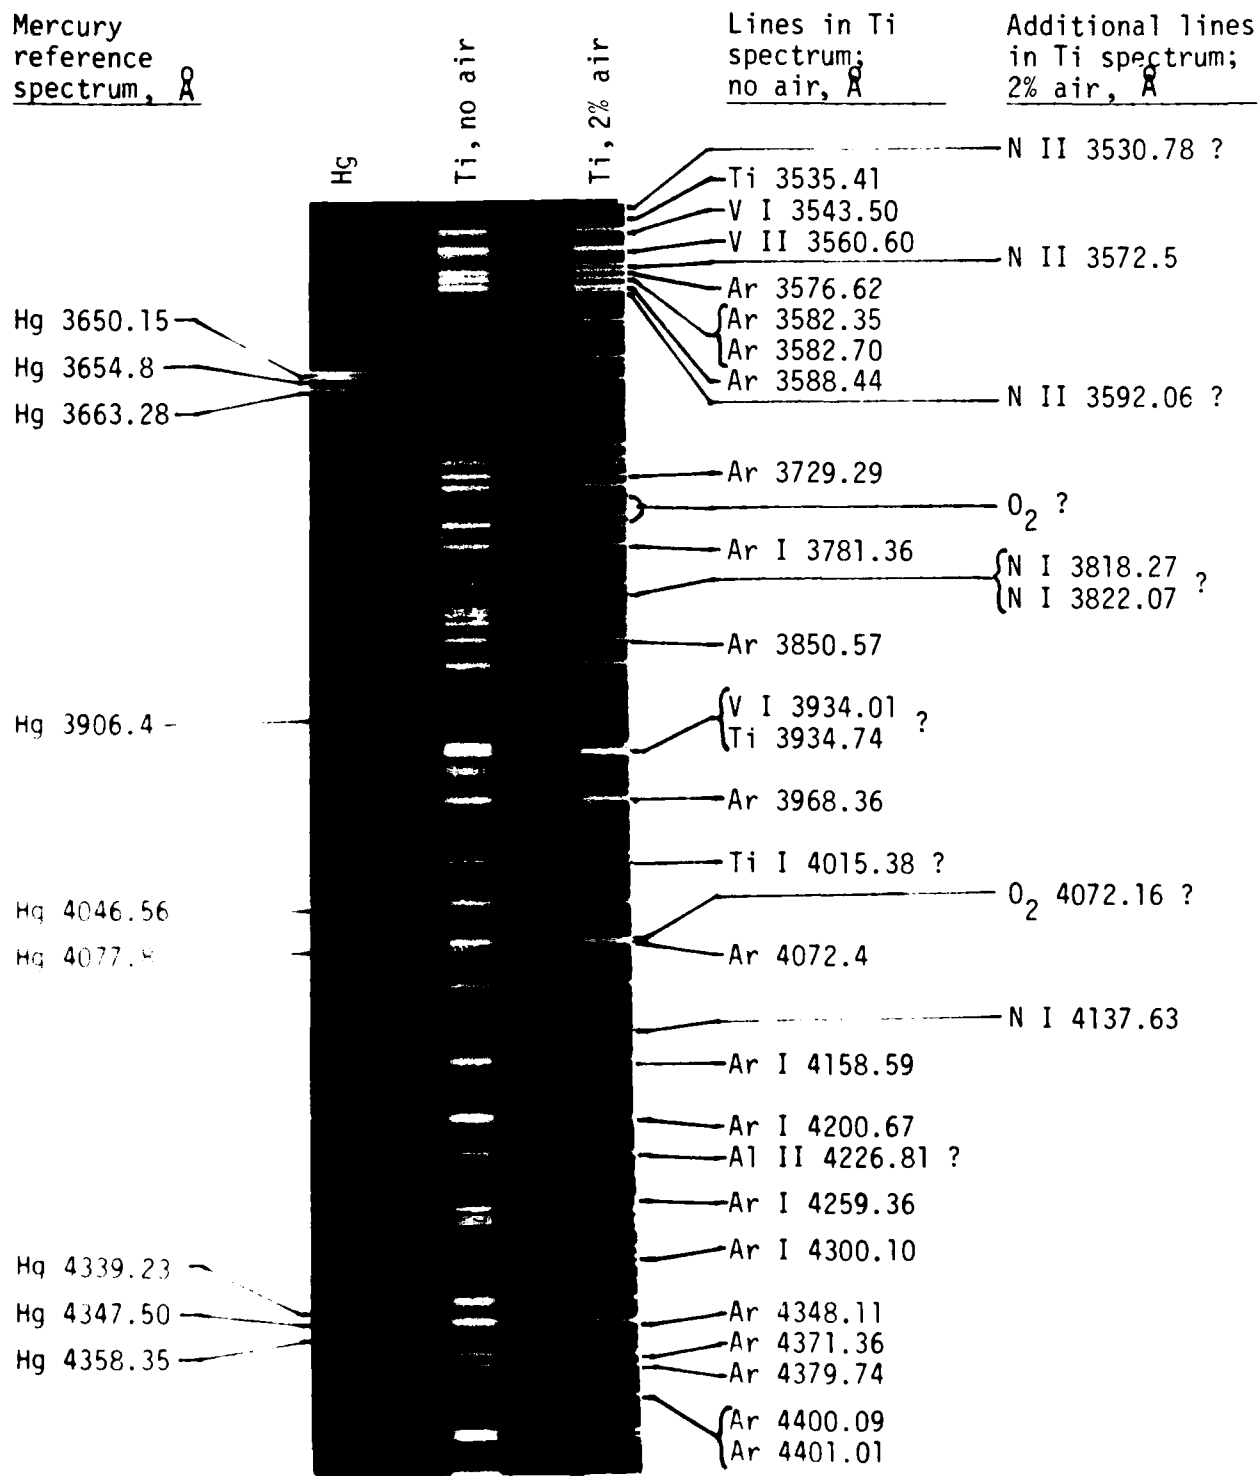 Mercury
reference
spectrum, Å
Hg
Ti, no air
Ti, 2% air
Lines in Ti
spectrum;
no air, Å
Additional lines
in Ti spectrum;
2% air, Å
Hg 3650.15
Hg 3654.8
Hg 3663.28
Hg 3906.4
Hg 4046.56
Hg 4077.8
Hg 4339.23
Hg 4347.50
Hg 4358.35
Ti 3535.41
V I 3543.50
V II 3560.60
Ar 3576.62
Ar 3582.35
Ar 3582.70
Ar 3588.44
Ar 3729.29
Ar I 3781.36
Ar 3850.57
V I 3934.01
Ti 3934.74 ?
Ar 3968.36
Ti I 4015.38 ?
Ar 4072.4
Ar I 4158.59
Ar I 4200.67
Al II 4226.81 ?
Ar I 4259.36
Ar I 4300.10
Ar 4348.11
Ar 4371.36
Ar 4379.74
Ar 4400.09
Ar 4401.01
N II 3530.78 ?
N II 3572.5
N II 3592.06 ?
O2 ?
N I 3818.27
N I 3822.07 ?
O2 4072.16 ?
N I 4137.63